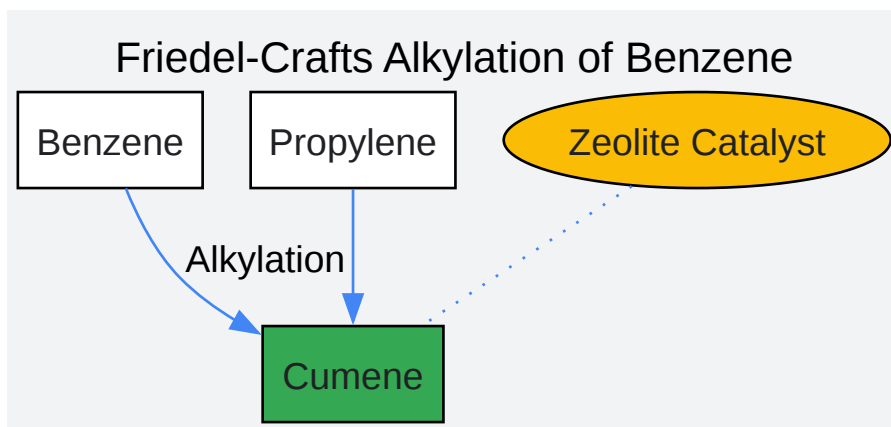 Friedel-Crafts Alkylation of Benzene
Benzene
Propylene
Zeolite Catalyst
Alkylation
Cumene